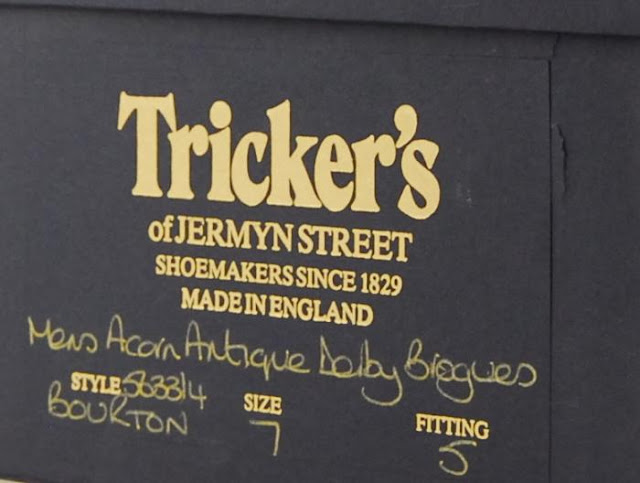 Tricker's
of JERMYN STREET
SHOEMAKERS SINCE 1829
MADE IN ENGLAND
Mens Acorn Antique Derby Brogues
STYLE 5633/4 SIZE FITTING
BOURTON 7 5